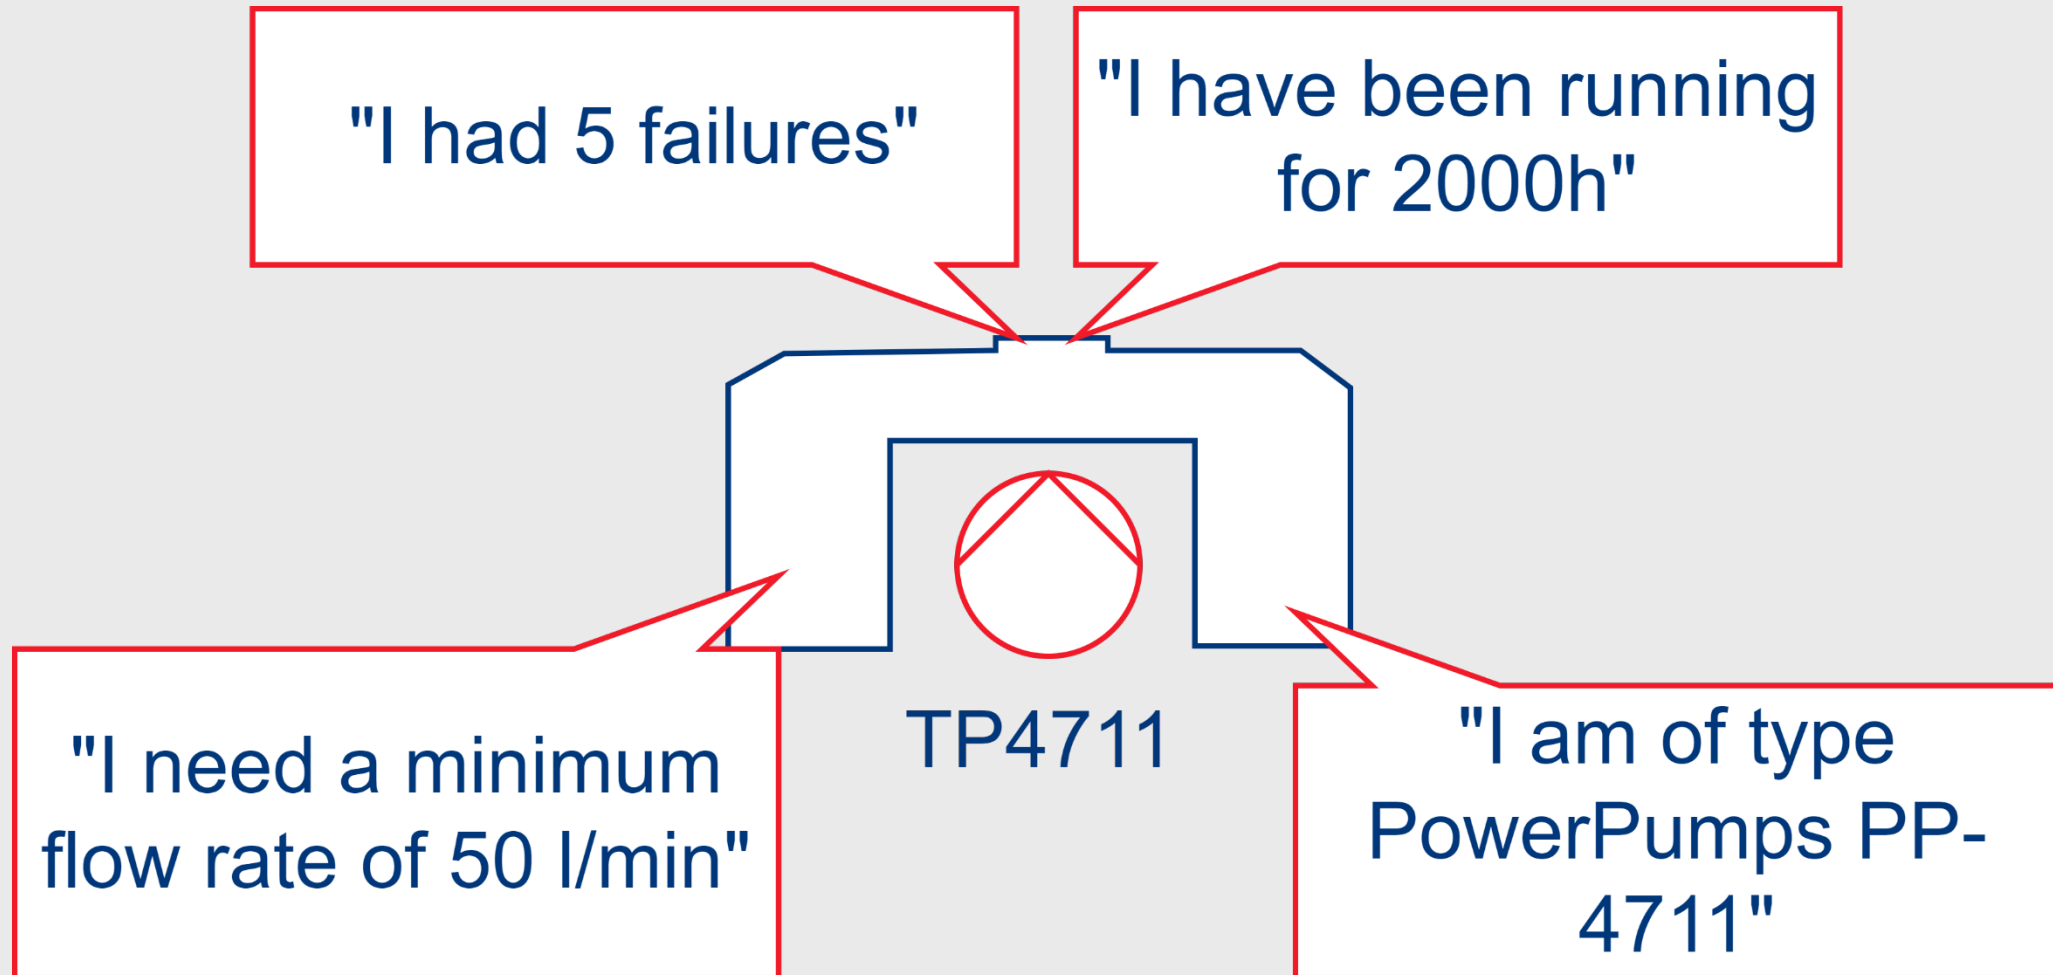 "I had 5 failures"
"I have been running
for 2000h"
TP4711
"I need a minimum
flow rate of 50 l/min"
"I am of type
PowerPumps PP-
4711"